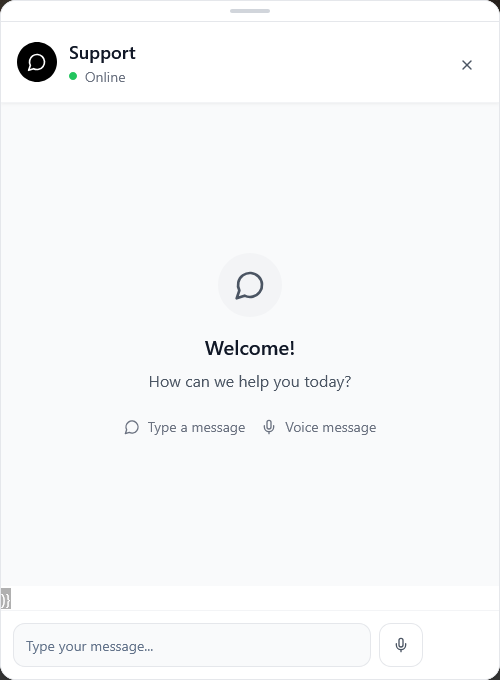 Support
Online
Welcome!
How can we help you today?
Type a message
Voice message
)}
Type your message...